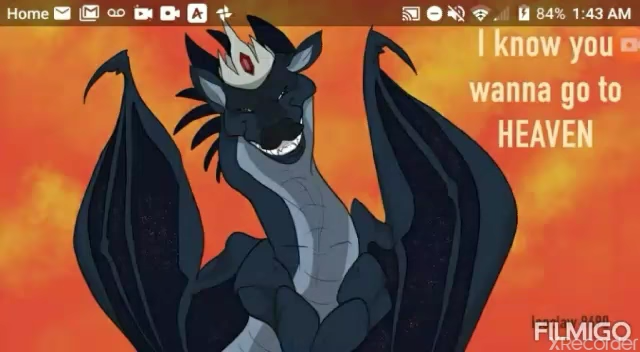 Home 84% 1:43 AM
I know you
wanna go to
HEAVEN
FILMIGO
XRecorder